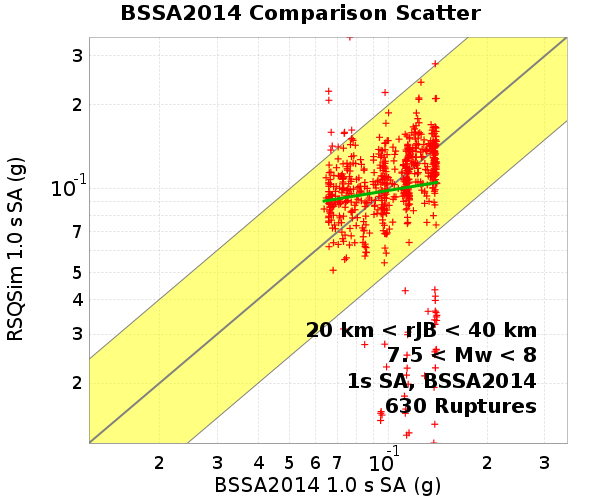 BSSA2014 Comparison Scatter
RSQSim 1.0 s SA (g)
3
2
10-1
7
5
4
3
2
20 km < rJB < 40 km
7.5 < Mw < 8
1s SA, BSSA2014
630 Ruptures
2 3 4 5 6 7 10-1 2 3
BSSA2014 1.0 s SA (g)